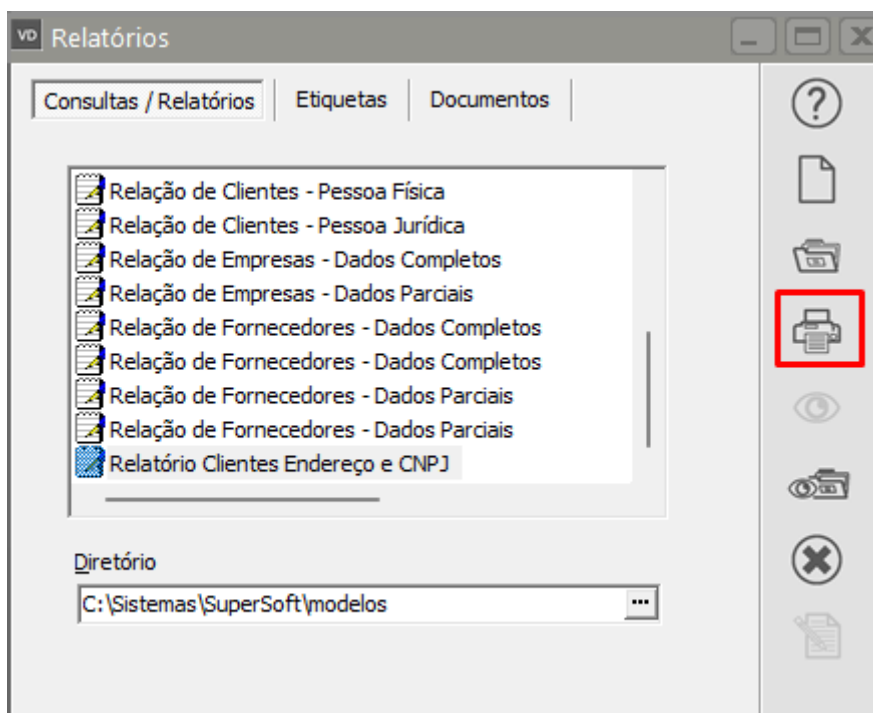 VD Relatórios
Consultas / Relatórios Etiquetas Documentos
Relação de Clientes - Pessoa Física
Relação de Clientes - Pessoa Jurídica
Relação de Empresas - Dados Completos
Relação de Empresas - Dados Parciais
Relação de Fornecedores - Dados Completos
Relação de Fornecedores - Dados Completos
Relação de Fornecedores - Dados Parciais
Relação de Fornecedores - Dados Parciais
Relatório Clientes Endereço e CNPJ
Diretório
C:\Sistemas\SuperSoft\modelos ...